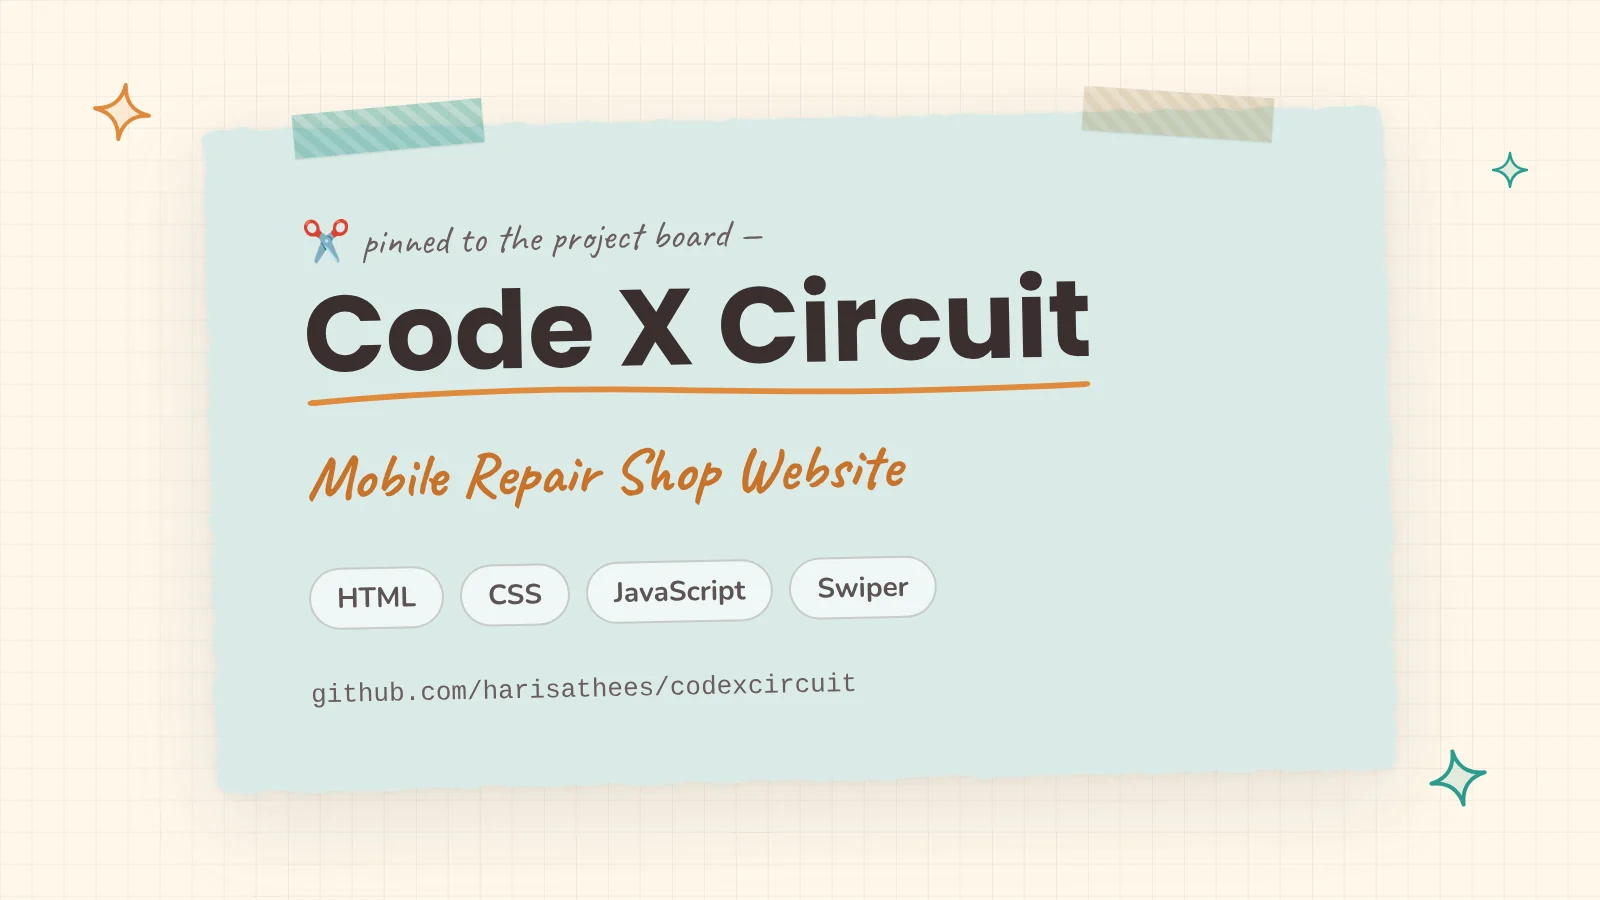 pinned to the project board –
Code X Circuit
Mobile Repair Shop Website
HTML CSS JavaScript Swiper
github.com/harisathees/codexcircuit